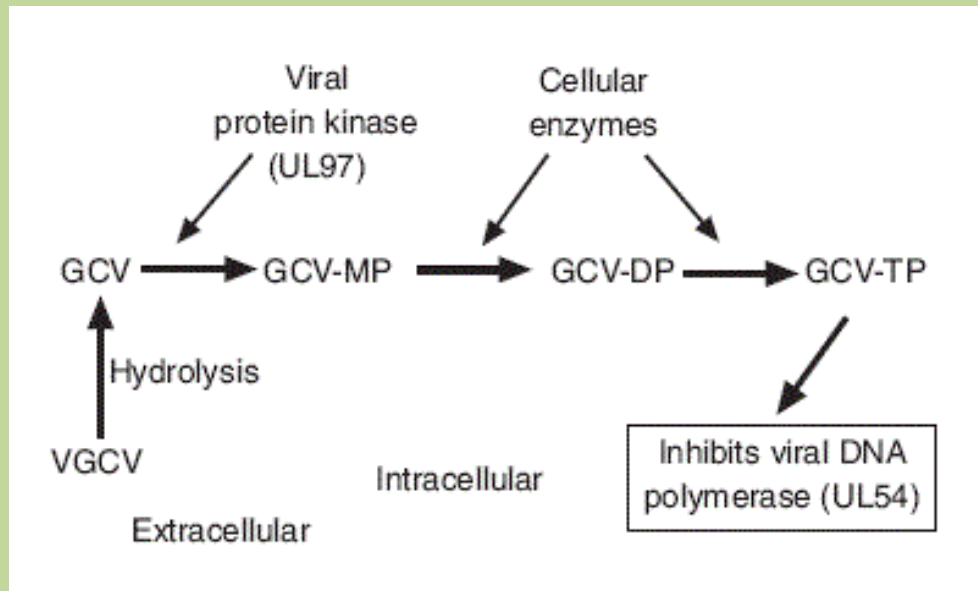 Viral
protein kinase
(UL97)
Cellular
enzymes
GCV
GCV-MP
GCV-DP
GCV-TP
Hydrolysis
VGCV
Intracellular
Extracellular
Inhibits viral DNA
polymerase (UL54)